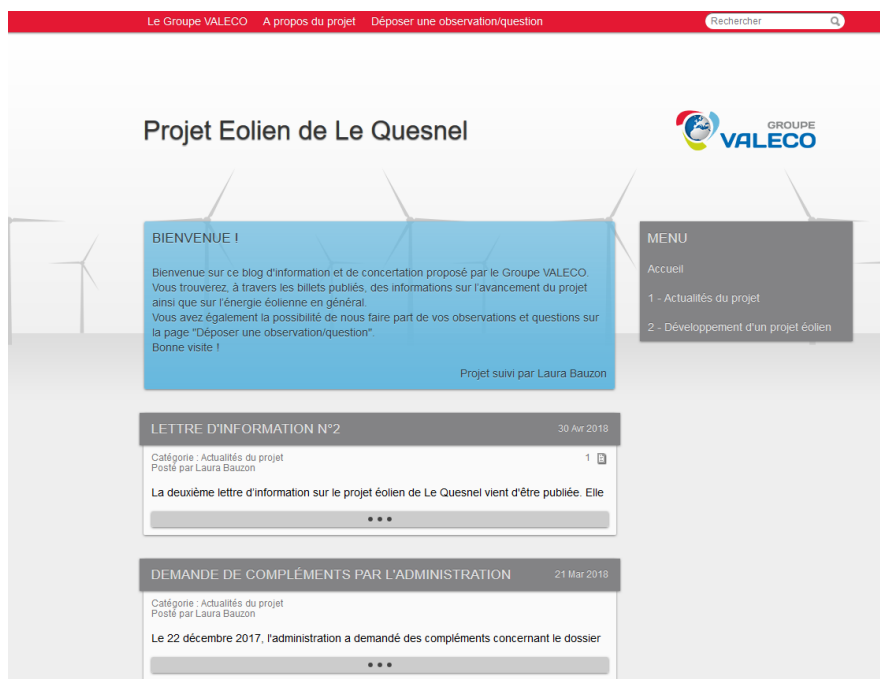 Le Groupe VALECO A propos du projet Déposer une observation/question Rechercher
Projet Eolien de Le Quesnel
GROUPE
VALECO
BIENVENUE !
Bienvenue sur ce blog d'information et de concertation proposé par le Groupe VALECO.
Vous trouverez, à travers les billets publiés, des informations sur l'avancement du projet
ainsi que sur l'énergie éolienne en général.
Vous avez également la possibilité de nous faire part de vos observations et questions sur
la page "Déposer une observation/question".
Bonne visite !
Projet suivi par Laura Bauzon
MENU
Accueil
1 - Actualités du projet
2 - Développement d'un projet éolien
LETTRE D'INFORMATION N°2 30 Avr 2018
Catégorie : Actualités du projet 1
Posté par Laura Bauzon
La deuxième lettre d'information sur le projet éolien de Le Quesnel vient d'être publiée. Elle
•••
DEMANDE DE COMPLÉMENTS PAR L'ADMINISTRATION 21 Mar 2018
Catégorie : Actualités du projet
Posté par Laura Bauzon
Le 22 décembre 2017, l'administration a demandé des compléments concernant le dossier
•••